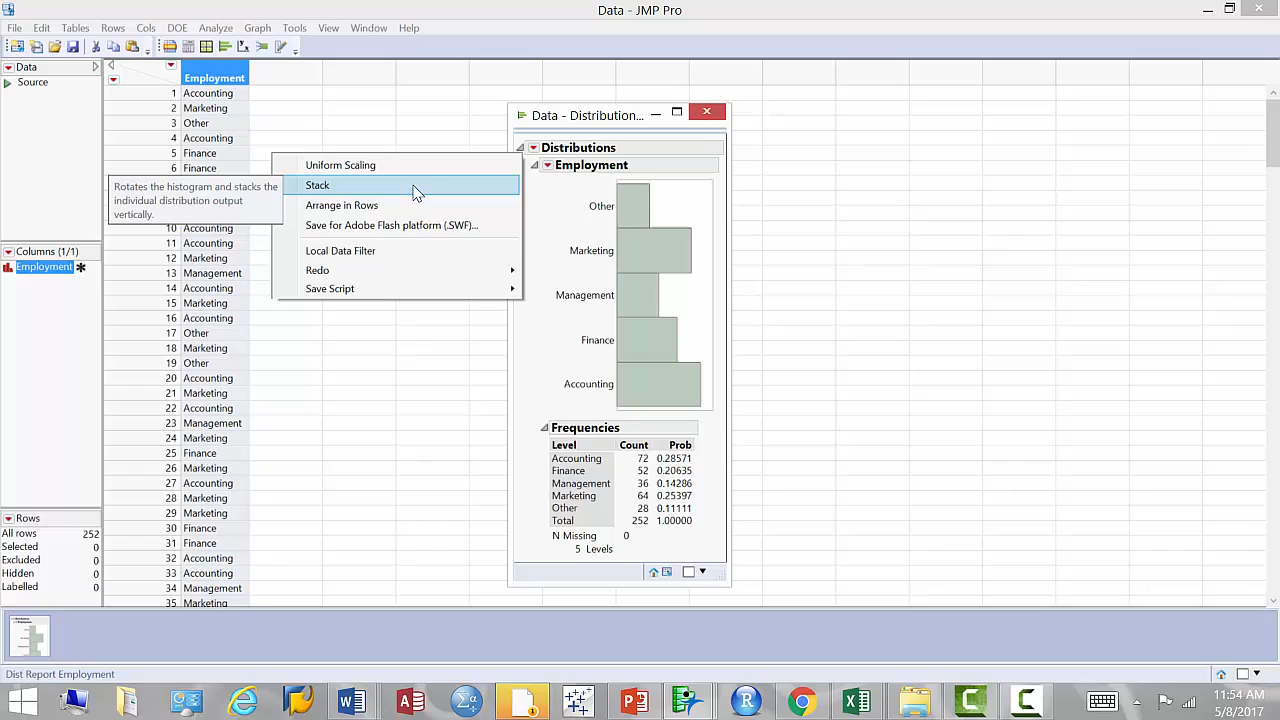 Data - JMP Pro
File Edit Tables Rows Cols DOE Analyze Graph Tools View Window Help
Data
Source
Columns (1/1)
Employment
Rows
All rows 252
Selected 0
Excluded 0
Hidden 0
Labelled 0
Employment
1 Accounting
2 Marketing
3 Other
4 Accounting
5 Finance
6 Finance
10 Accounting
11 Accounting
12 Marketing
13 Management
14 Accounting
15 Marketing
16 Accounting
17 Other
18 Marketing
19 Other
20 Accounting
21 Marketing
22 Accounting
23 Management
24 Marketing
25 Finance
26 Marketing
27 Accounting
28 Marketing
29 Marketing
30 Finance
31 Finance
32 Accounting
33 Accounting
34 Management
35 Marketing
Rotates the histogram and stacks the
individual distribution output
vertically.
Uniform Scaling
Stack
Arrange in Rows
Save for Adobe Flash platform (.SWF)...
Local Data Filter
Redo
Save Script
Data - Distribution...
Distributions
Employment
Other
Marketing
Management
Finance
Accounting
Frequencies
Level Count Prob
Accounting 72 0.28571
Finance 52 0.20635
Management 36 0.14286
Marketing 64 0.25397
Other 28 0.11111
Total 252 1.00000
N Missing 0
5 Levels
Dist Report Employment
11:54 AM
5/8/2017